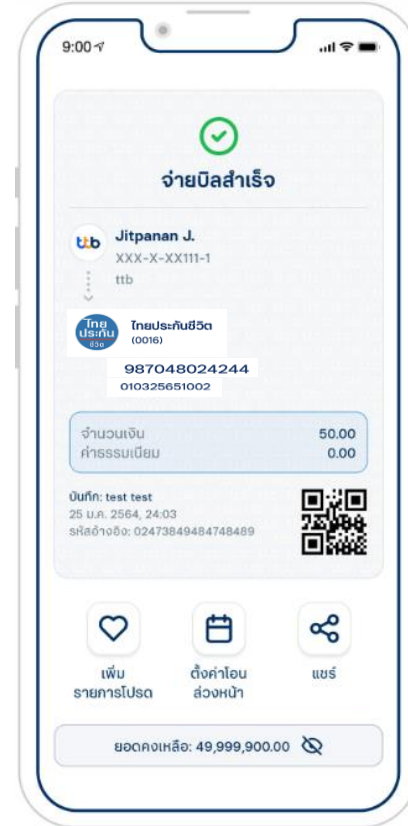 9:00
จ่ายบิลสำเร็จ
ttb
Jitpanan J.
XXX-X-XX111-1
ttb
ไทย
ประกัน
ชีวิต
ไทยประกันชีวิต
(0016)
987048024244
010325651002
จำนวนเงิน 50.00
ค่าธรรมเนียม 0.00
บันทึก: test test
25 ม.ค. 2564, 24:03
รหัสอ้างอิง: 02473849484748489
เพิ่ม
รายการโปรด
ตั้งค่าโอน
ล่วงหน้า
แชร์
ยอดคงเหลือ: 49,999,900.00